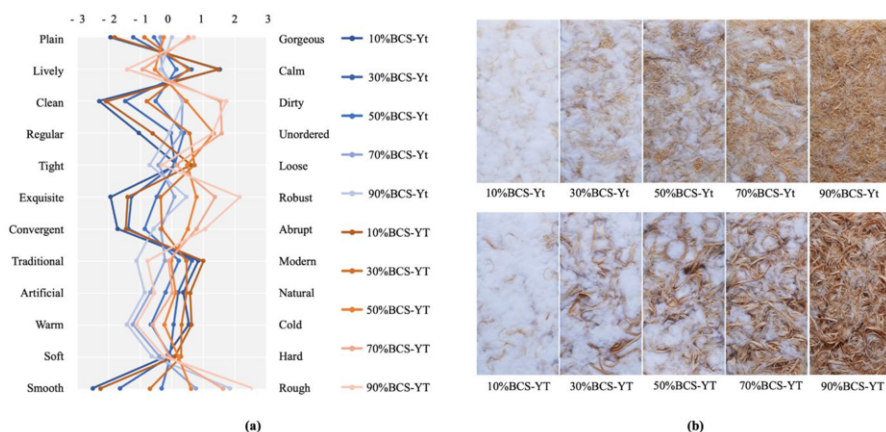 - 3 -2 -1 0 1 2 3
Plain Gorgeous
Lively Calm
Clean Dirty
Regular Unordered
Tight Loose
Exquisite Robust
Convergent Abrupt
Traditional Modern
Artificial Natural
Warm Cold
Soft Hard
Smooth Rough
10%BCS-Yt
30%BCS-Yt
50%BCS-Yt
70%BCS-Yt
90%BCS-Yt
10%BCS-YT
30%BCS-YT
50%BCS-YT
70%BCS-YT
90%BCS-YT
(a)
10%BCS-Yt 30%BCS-Yt 50%BCS-Yt 70%BCS-Yt 90%BCS-Yt
10%BCS-YT 30%BCS-YT 50%BCS-YT 70%BCS-YT 90%BCS-YT
(b)